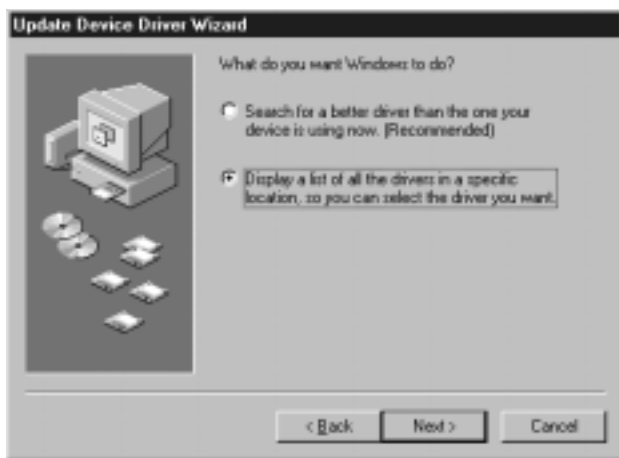 Update Device Driver Wizard
What do you want Windows to do?
Search for a better driver than the one your
device is using now. (Recommended)
Display a list of all the drivers in a specific
location, so you can select the driver you want.
< Back
Next >
Cancel